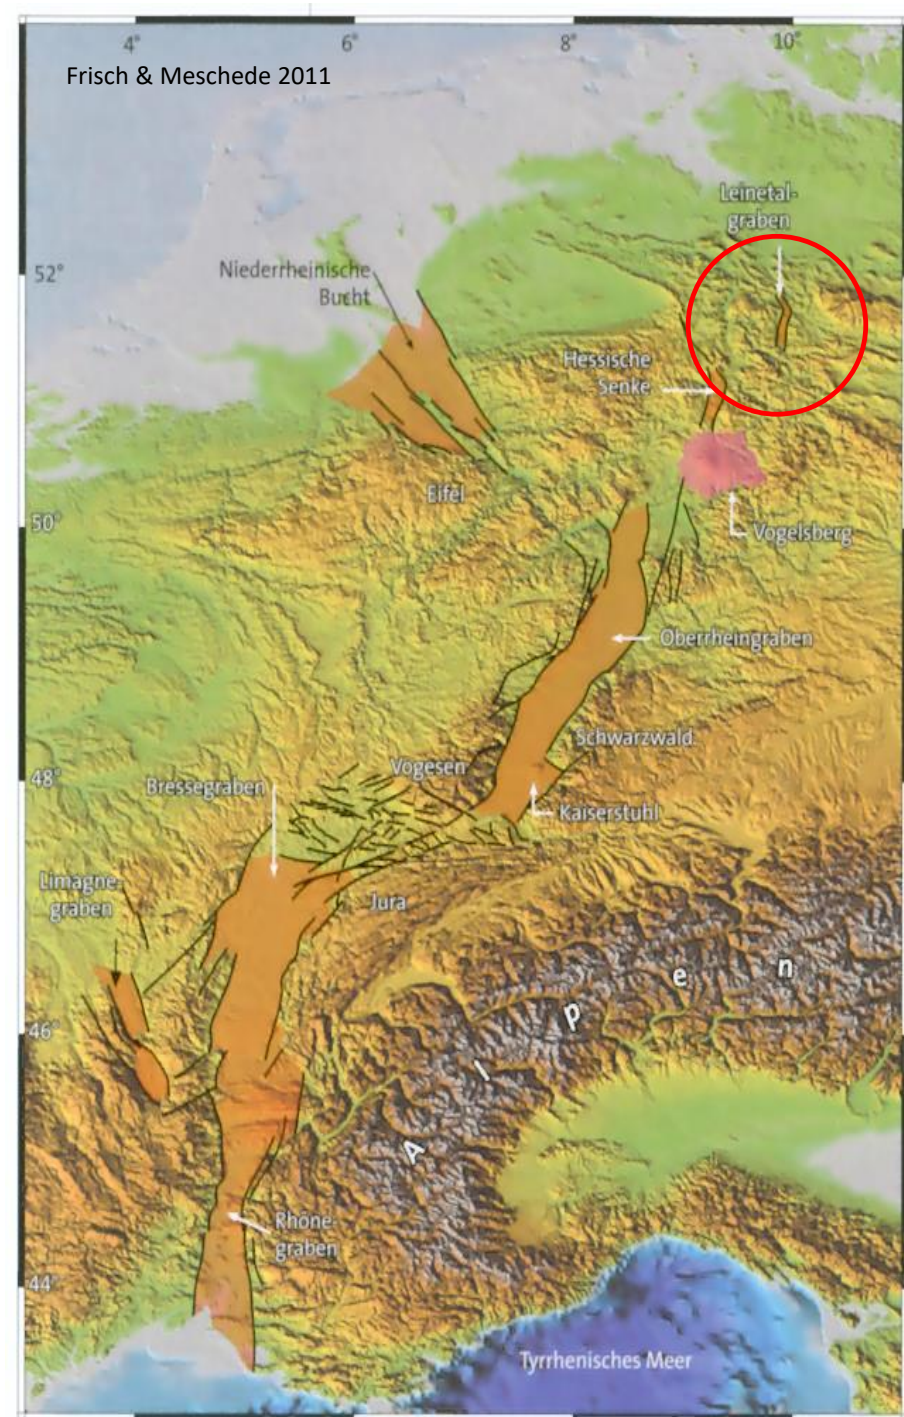 4° 6° 8° 10°
Frisch & Meschede 2011
Leinetal-
graben
52°
Niederrheinische
Bucht
Hessische
Senke
Eifel
50°
Vogelsberg
Oberrheingraben
Schwarzwald
Vogesen
48°
Bressegraben
Kaiserstuhl
Limagne-
graben
Jura
A l p e n
46°
Rhône-
graben
44°
Tyrrhenisches Meer